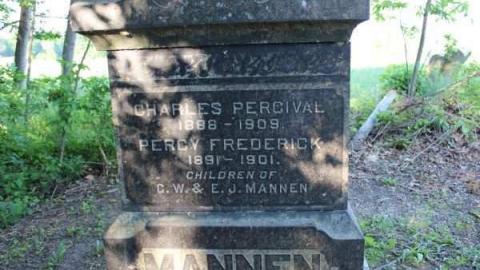 CHARLES PERCIVAL
1888 - 1909.
PERCY FREDERICK
1891 - 1901.
CHILDREN OF
C. W. & E. J. MANNEN
MANNEN